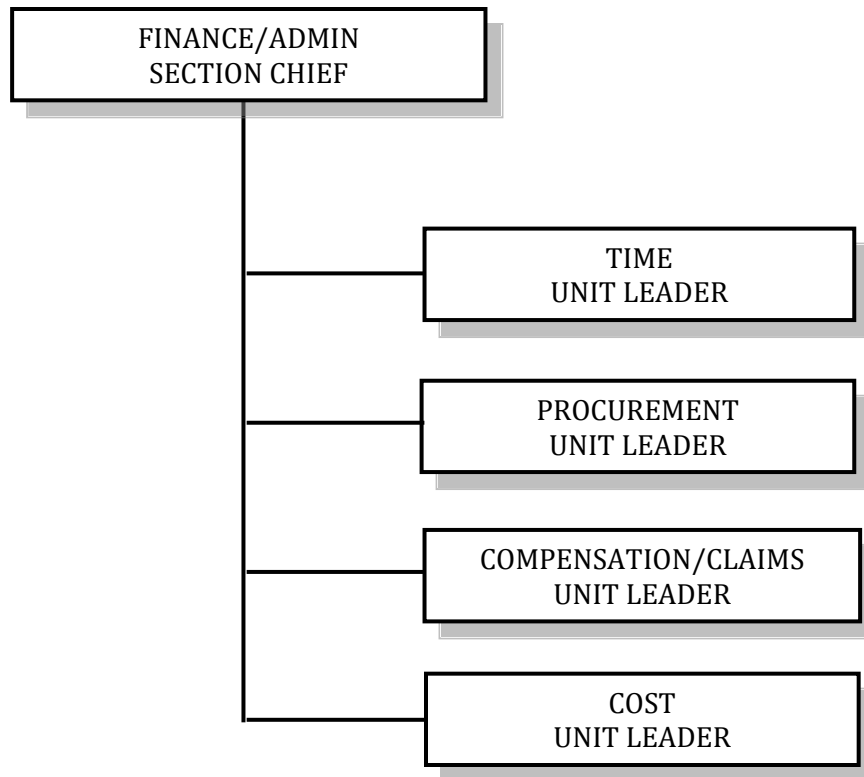 FINANCE/ADMIN
SECTION CHIEF
TIME
UNIT LEADER
PROCUREMENT
UNIT LEADER
COMPENSATION/CLAIMS
UNIT LEADER
COST
UNIT LEADER